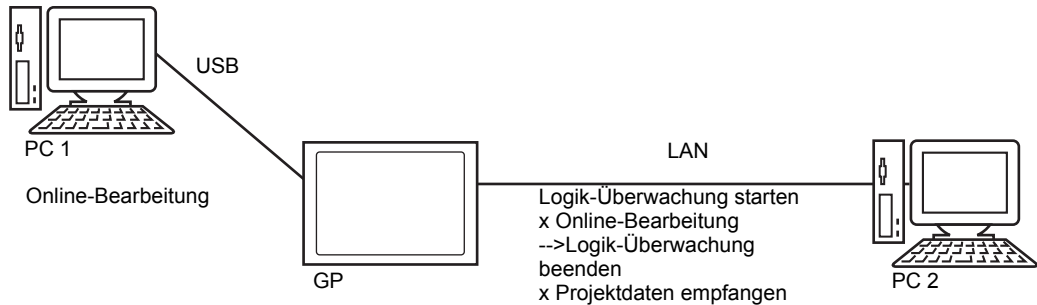 USB
PC 1
Online-Bearbeitung
GP
LAN
Logik-Überwachung starten
x Online-Bearbeitung
-->Logik-Überwachung
beenden
x Projektdaten empfangen
PC 2